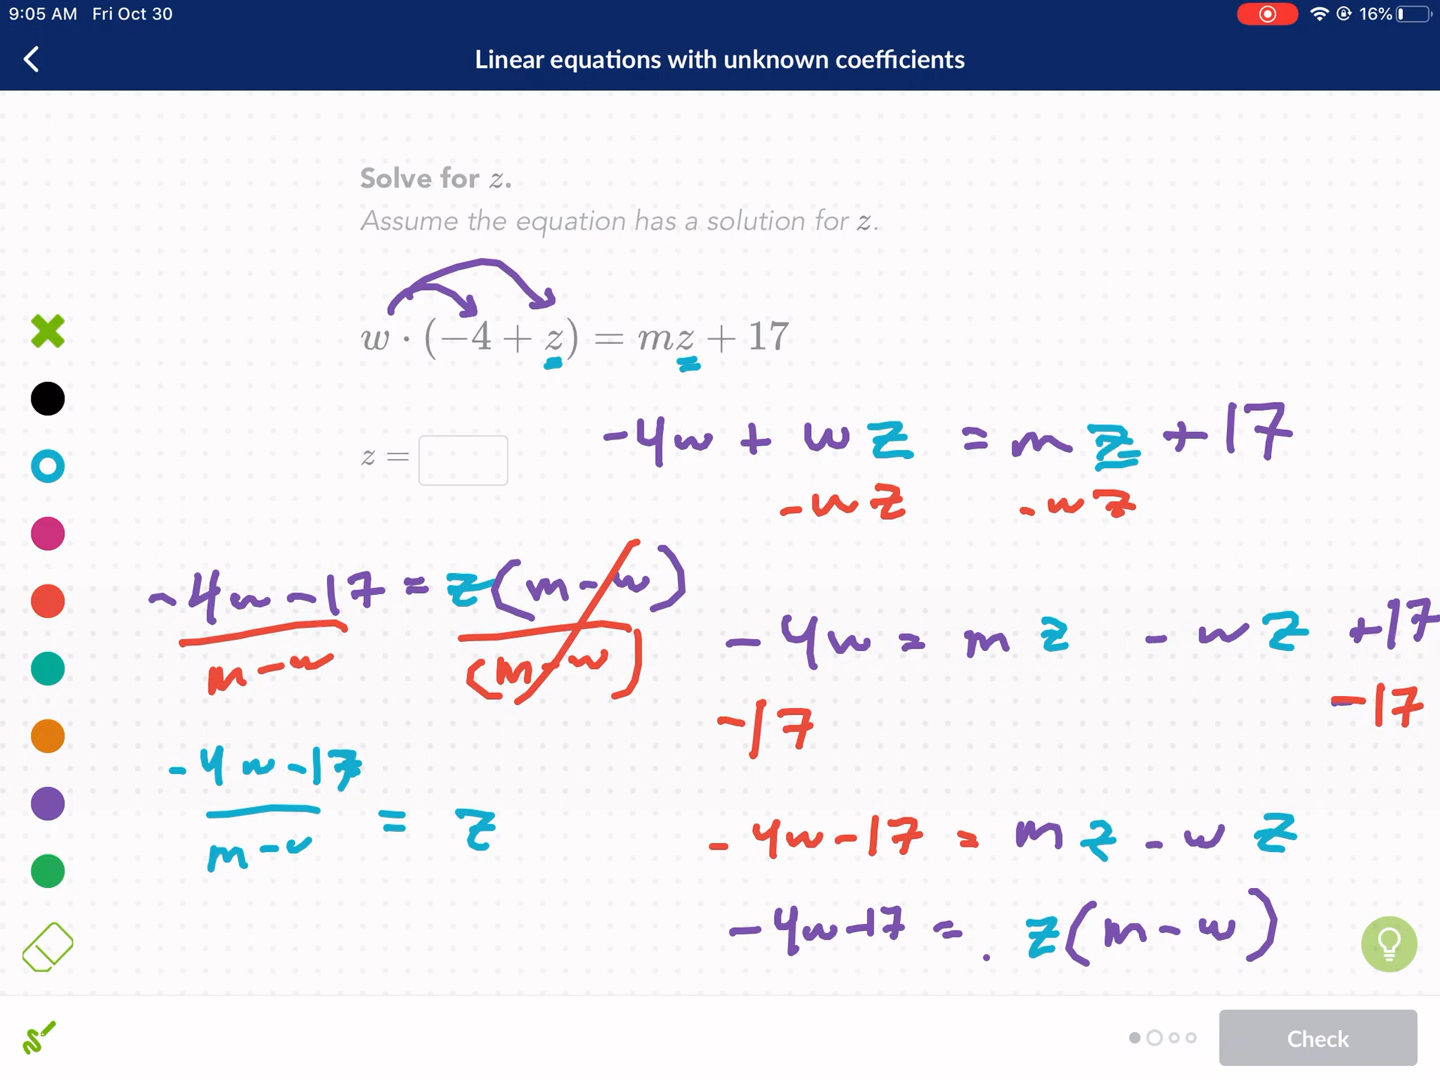 9:05 AM Fri Oct 30
16%
Linear equations with unknown coefficients
Solve for z.
Assume the equation has a solution for z.
w · (−4 + z) = mz + 17
z =
-4w + wz = mz +17
-wz -wz
-4w = mz - wz +17
-17 -17
-4w-17 = mz - wz
-4w-17 = . z(m-w)
-4w-17 = z(m-w)
m-w (m-w)
-4w-17
m-w = z
Check